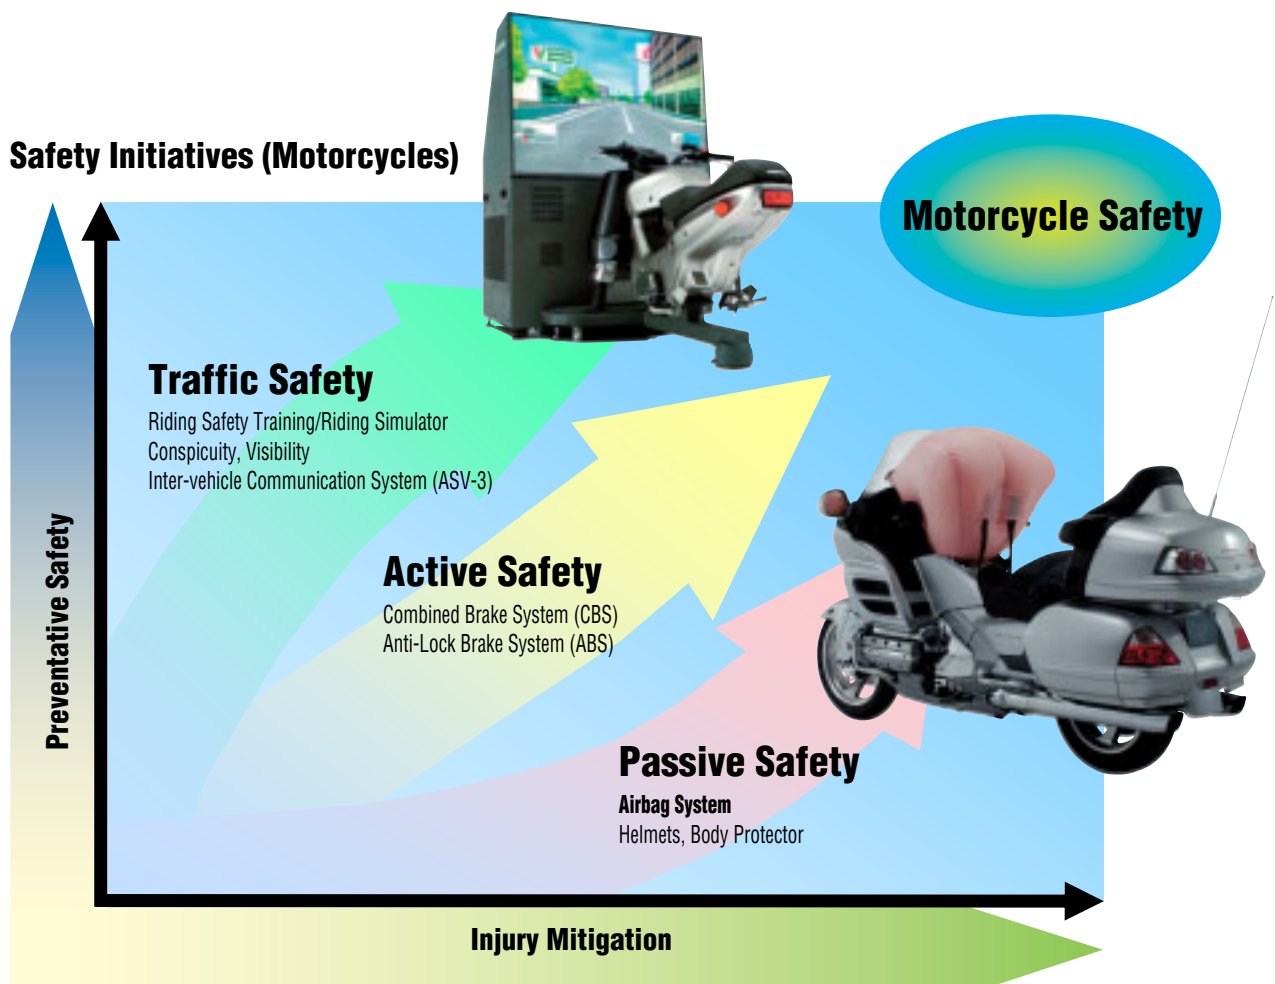 Safety Initiatives (Motorcycles)
Motorcycle Safety
Traffic Safety
Riding Safety Training/Riding Simulator
Conspicuity, Visibility
Inter-vehicle Communication System (ASV-3)
Active Safety
Combined Brake System (CBS)
Anti-Lock Brake System (ABS)
Passive Safety
Airbag System
Helmets, Body Protector
Preventative Safety
Injury Mitigation